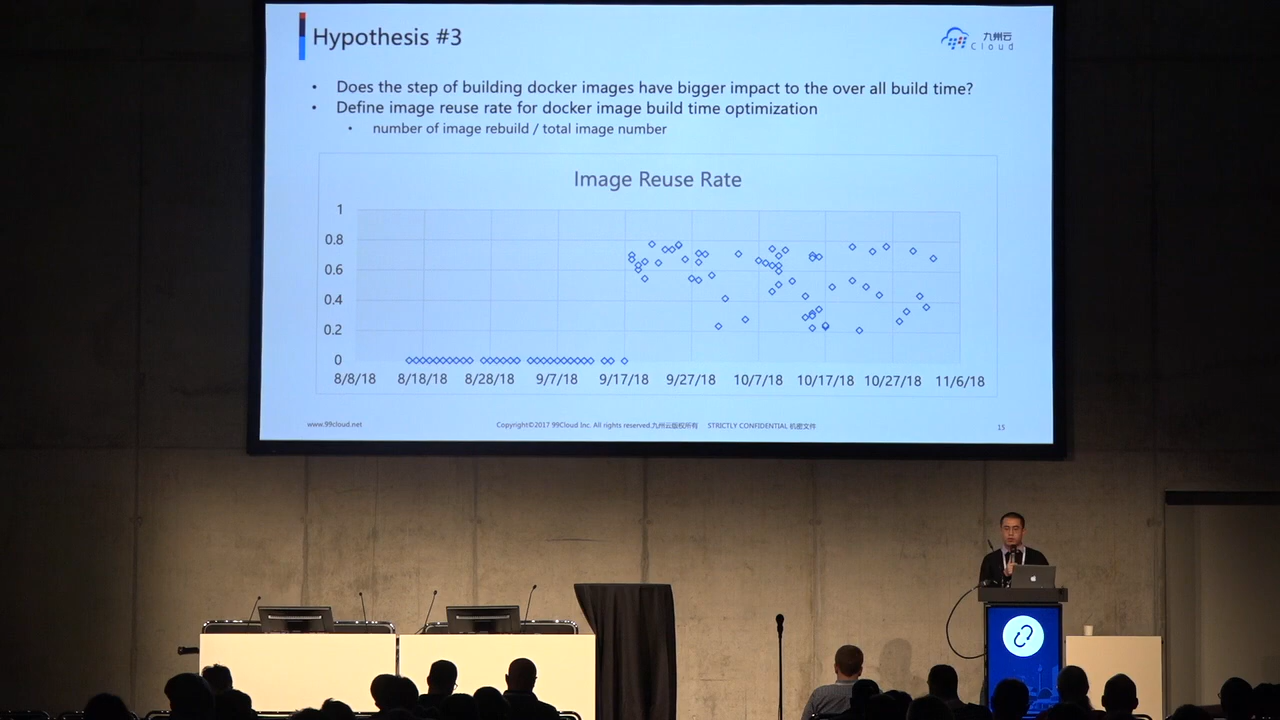 Hypothesis #3
九州云
Cloud
• Does the step of building docker images have bigger impact to the over all build time?
• Define image reuse rate for docker image build time optimization
• number of image rebuild / total image number
Image Reuse Rate
1
0.8
0.6
0.4
0.2
0
8/8/18 8/18/18 8/28/18 9/7/18 9/17/18 9/27/18 10/7/18 10/17/18 10/27/18 11/6/18
www.99cloud.net Copyright©2017 99Cloud Inc. All rights reserved.九州云版权所有 STRICTLY CONFIDENTIAL 机密文件 15